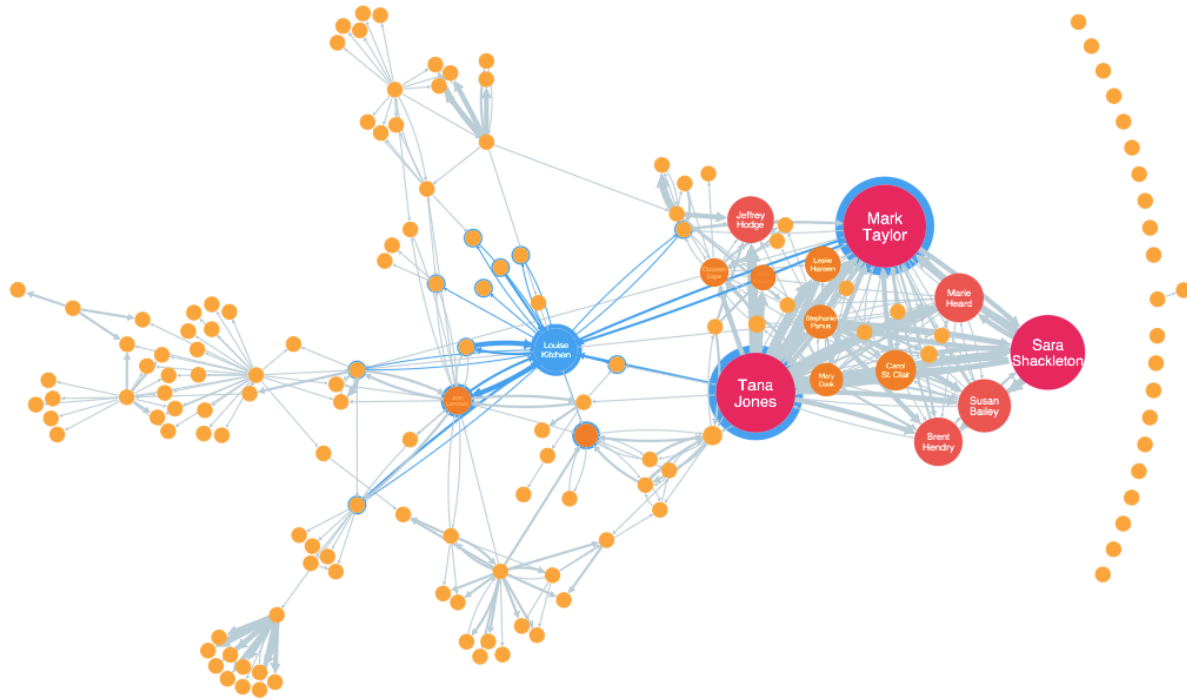 Mark
Taylor
Jeffrey
Hodge
Leslie
Hansen
Marie
Heard
Stephanie
Panus
Louise
Kitchen
Sara
Shackleton
Carol
St. Clair
Mary
Cook
Tana
Jones
Susan
Bailey
Brent
Hendry